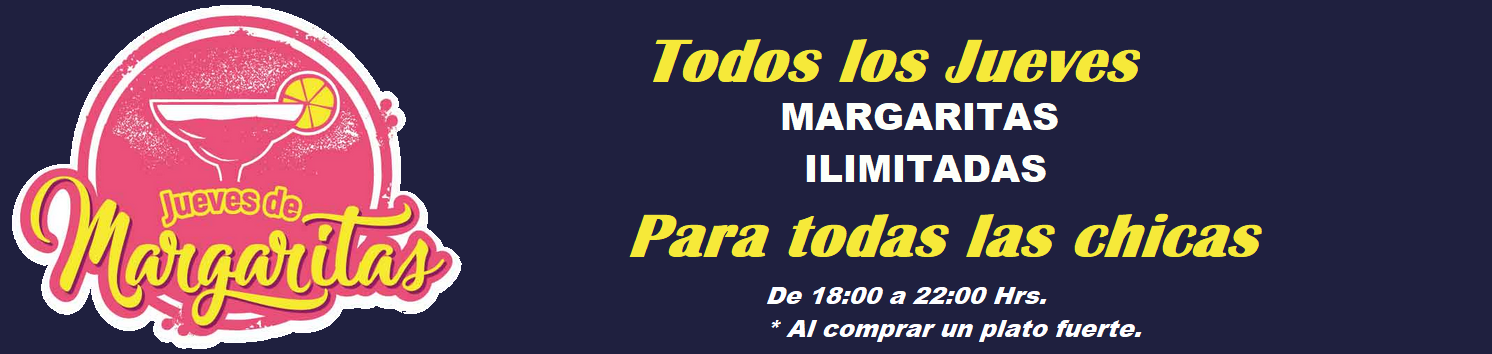 Jueves de
Margaritas
Todos los Jueves
MARGARITAS
ILIMITADAS
Para todas las chicas
De 18:00 a 22:00 Hrs.
* Al comprar un plato fuerte.